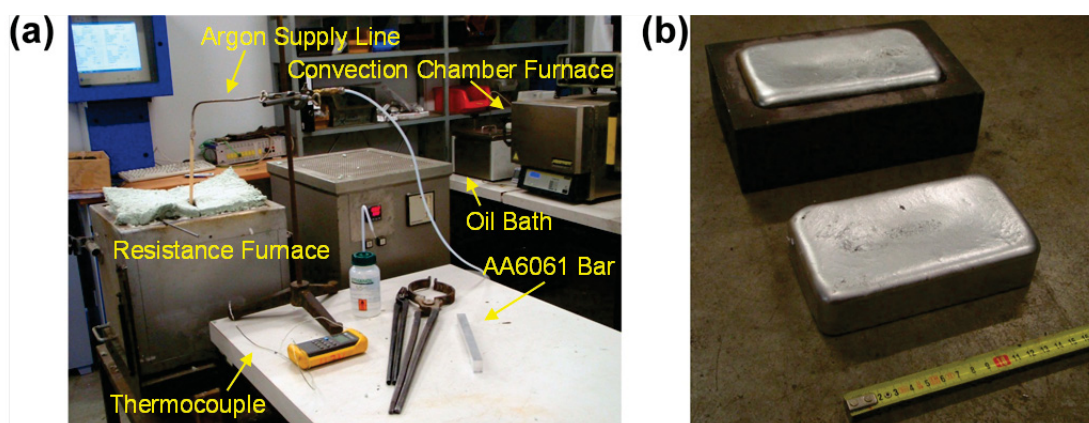 (a)
Argon Supply Line
Convection Chamber Furnace
Oil Bath
Resistance Furnace
AA6061 Bar
Thermocouple
(b)